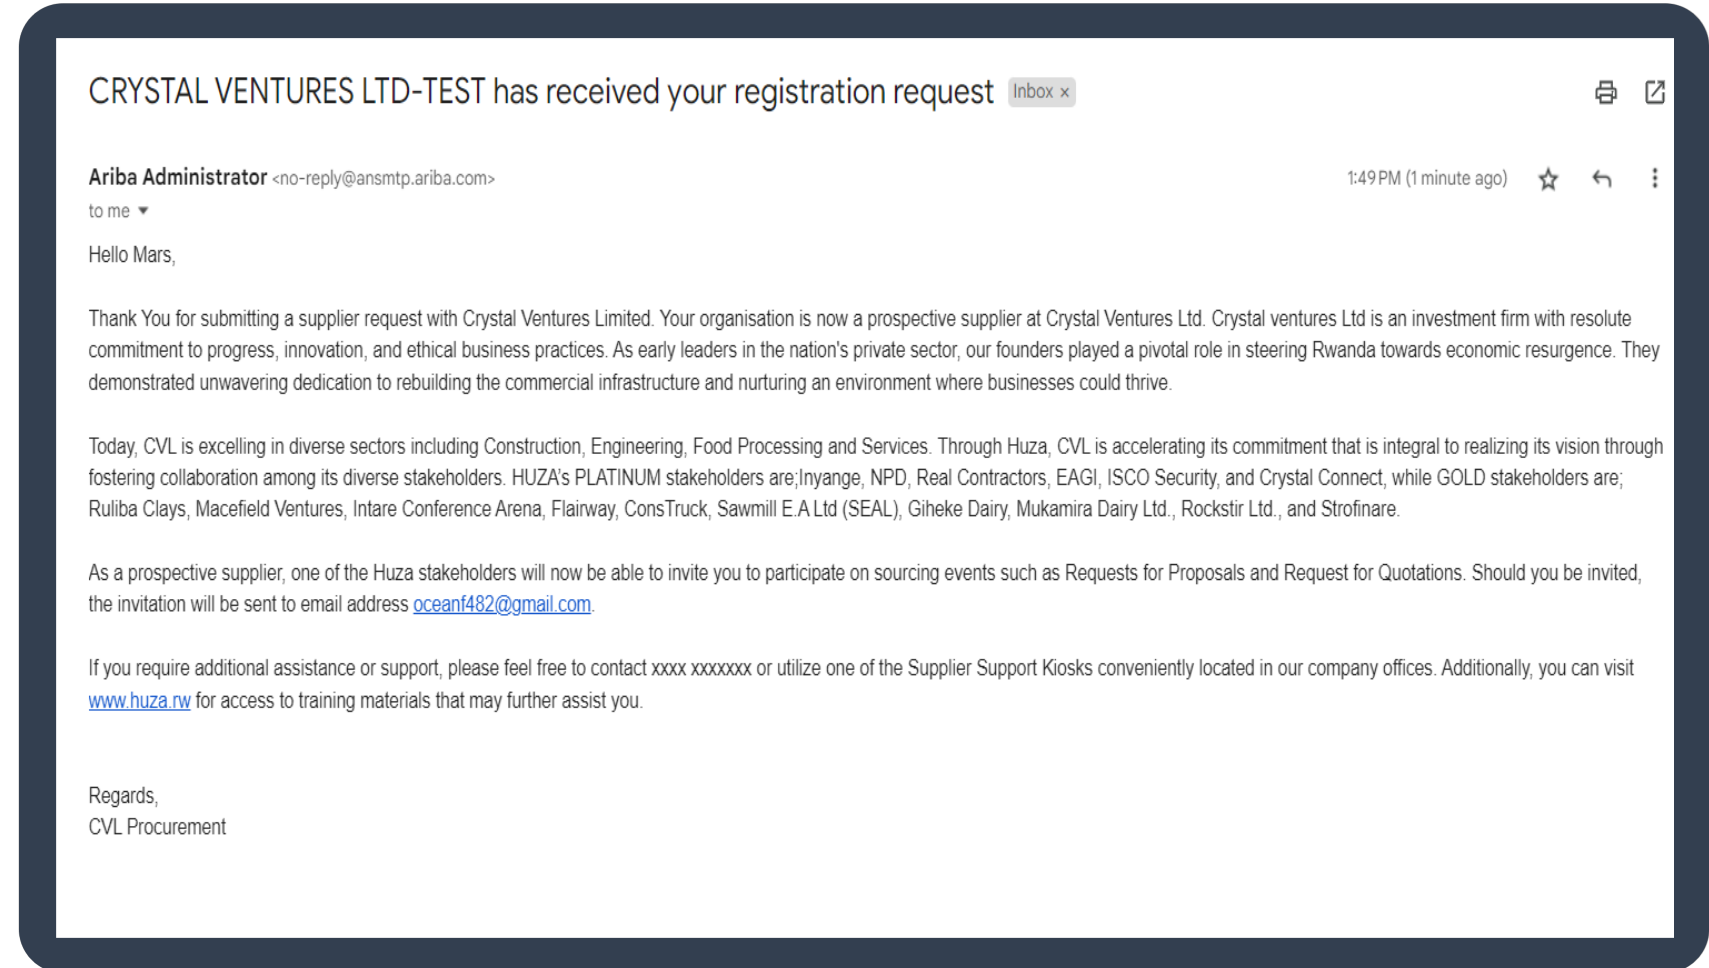 CRYSTAL VENTURES LTD-TEST has received your registration request Inbox ×
Ariba Administrator <no-reply@ansmtp.ariba.com> 1:49 PM (1 minute ago)
to me
Hello Mars,
Thank You for submitting a supplier request with Crystal Ventures Limited. Your organisation is now a prospective supplier at Crystal Ventures Ltd. Crystal ventures Ltd is an investment firm with resolute
commitment to progress, innovation, and ethical business practices. As early leaders in the nation's private sector, our founders played a pivotal role in steering Rwanda towards economic resurgence. They
demonstrated unwavering dedication to rebuilding the commercial infrastructure and nurturing an environment where businesses could thrive.
Today, CVL is excelling in diverse sectors including Construction, Engineering, Food Processing and Services. Through Huza, CVL is accelerating its commitment that is integral to realizing its vision through
fostering collaboration among its diverse stakeholders. HUZA’s PLATINUM stakeholders are;Inyange, NPD, Real Contractors, EAGI, ISCO Security, and Crystal Connect, while GOLD stakeholders are;
Ruliba Clays, Macefield Ventures, Intare Conference Arena, Flairway, ConsTruck, Sawmill E.A Ltd (SEAL), Giheke Dairy, Mukamira Dairy Ltd., Rockstir Ltd., and Strofinare.
As a prospective supplier, one of the Huza stakeholders will now be able to invite you to participate on sourcing events such as Requests for Proposals and Request for Quotations. Should you be invited,
the invitation will be sent to email address oceanf482@gmail.com.
If you require additional assistance or support, please feel free to contact xxxx xxxxxxx or utilize one of the Supplier Support Kiosks conveniently located in our company offices. Additionally, you can visit
www.huza.rw for access to training materials that may further assist you.
Regards,
CVL Procurement